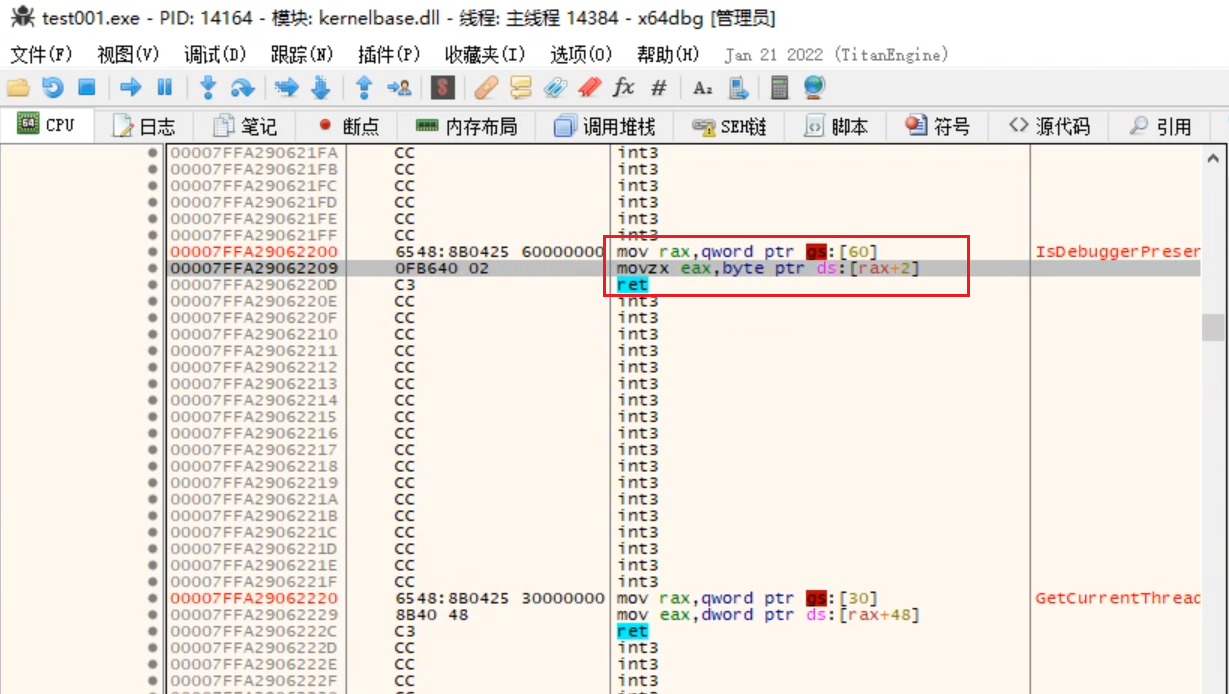 test001.exe - PID: 14164 - 模块: kernelbase.dll - 线程: 主线程 14384 - x64dbg [管理员]
文件(F) 视图(V) 调试(D) 跟踪(N) 插件(P) 收藏夹(I) 选项(O) 帮助(H) Jan 21 2022 (TitanEngine)
$ fx # A₂
64 CPU 日志 笔记 断点 内存布局 调用堆栈 SEH链 脚本 符号 <> 源代码 引用
00007FFA290621FA CC int3
00007FFA290621FB CC int3
00007FFA290621FC CC int3
00007FFA290621FD CC int3
00007FFA290621FE CC int3
00007FFA290621FF CC int3
00007FFA29062200 6548:8B0425 60000000 mov rax,qword ptr gs:[60] IsDebuggerPresen
00007FFA29062209 0FB640 02 movzx eax,byte ptr ds:[rax+2]
00007FFA2906220D C3 ret
00007FFA2906220E CC int3
00007FFA2906220F CC int3
00007FFA29062210 CC int3
00007FFA29062211 CC int3
00007FFA29062212 CC int3
00007FFA29062213 CC int3
00007FFA29062214 CC int3
00007FFA29062215 CC int3
00007FFA29062216 CC int3
00007FFA29062217 CC int3
00007FFA29062218 CC int3
00007FFA29062219 CC int3
00007FFA2906221A CC int3
00007FFA2906221B CC int3
00007FFA2906221C CC int3
00007FFA2906221D CC int3
00007FFA2906221E CC int3
00007FFA2906221F CC int3
00007FFA29062220 6548:8B0425 30000000 mov rax,qword ptr gs:[30] GetCurrentThread
00007FFA29062229 8B40 48 mov eax,dword ptr ds:[rax+48]
00007FFA2906222C C3 ret
00007FFA2906222D CC int3
00007FFA2906222E CC int3
00007FFA2906222F CC int3